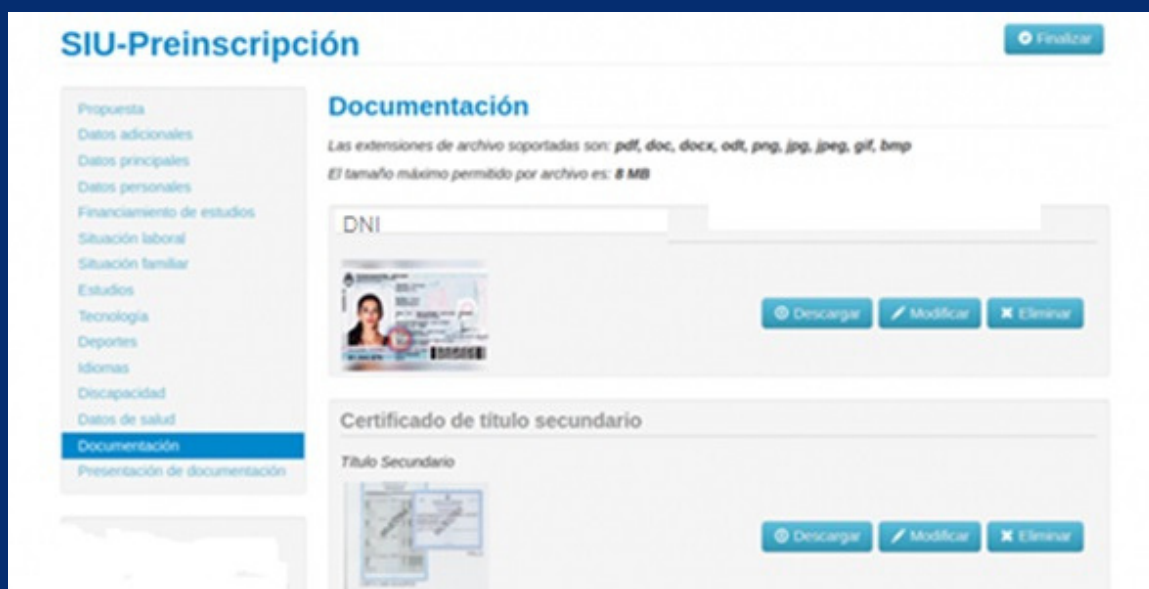 SIU-Preinscripción
Finalizar
Propuesta
Datos adicionales
Datos principales
Datos personales
Financiamiento de estudios
Situación laboral
Situación familiar
Estudios
Tecnología
Deportes
Idiomas
Discapacidad
Datos de salud
Documentación
Presentación de documentación
Documentación
Las extensiones de archivo soportadas son: pdf, doc, docx, odt, png, jpg, jpeg, gif, bmp
El tamaño máximo permitido por archivo es: 8 MB
DNI
Descargar Modificar Eliminar
Certificado de título secundario
Título Secundario
Descargar Modificar Eliminar